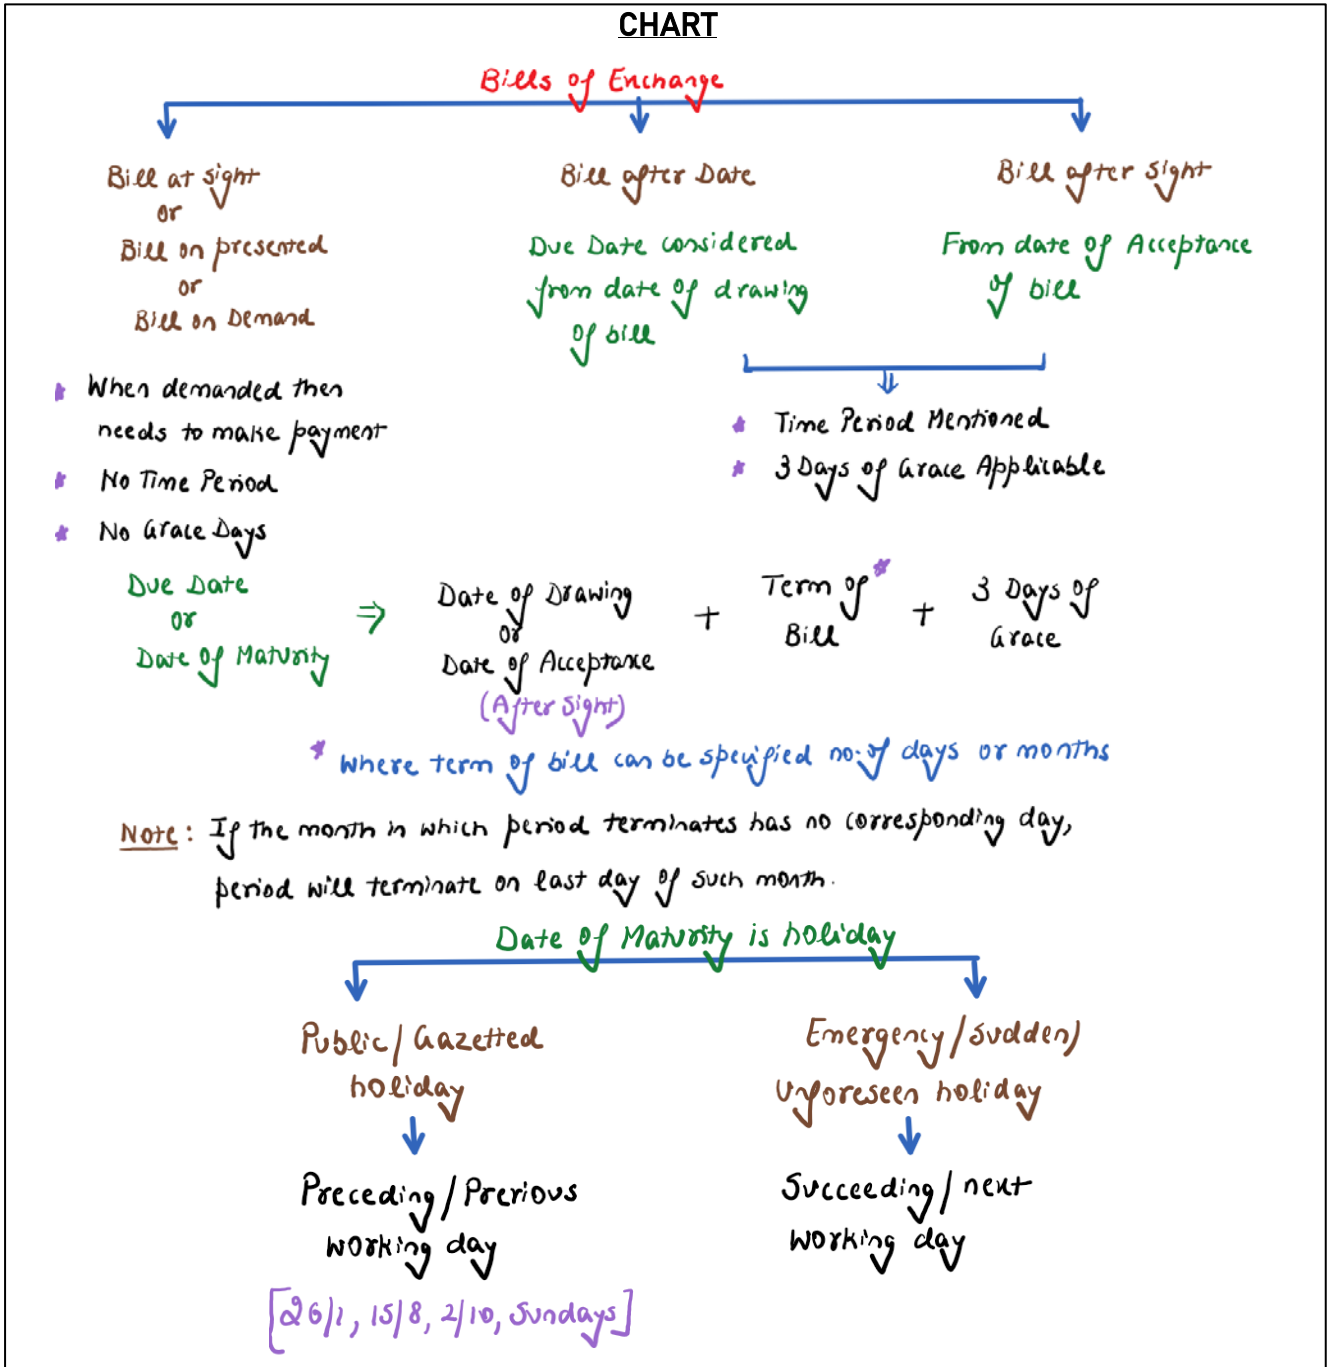 CHART
Bills of Exchange
Bill at sight
or
Bill on presented
or
Bill on Demand
Bill after Date
Due Date considered
from date of drawing
of bill
Bill after sight
From date of Acceptance
of bill
* When demanded then
needs to make payment
* No Time Period
* No Grace Days
* Time Period Mentioned
* 3 Days of Grace Applicable
Due Date
or
Date of Maturity
⇒
Date of Drawing
or
Date of Acceptance
(After Sight)
+
Term of *
Bill
+
3 Days of
Grace
* Where term of bill can be specified no. of days or months
Note : If the month in which period terminates has no corresponding day,
period will terminate on last day of such month.
Date of Maturity is holiday
Public/Gazetted
holiday
Preceding/Previous
working day
[26/1, 15/8, 2/10, Sundays]
Emergency/Sudden/
Unforeseen holiday
Succeeding/next
working day